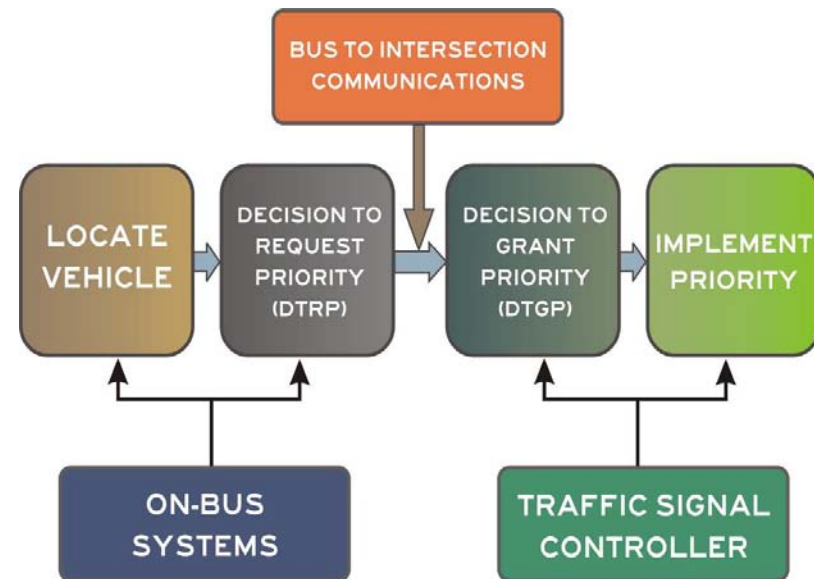 BUS TO INTERSECTION
COMMUNICATIONS
LOCATE
VEHICLE
DECISION TO
REQUEST
PRIORITY
(DTRP)
DECISION TO
GRANT
PRIORITY
(DTGP)
IMPLEMENT
PRIORITY
ON-BUS
SYSTEMS
TRAFFIC SIGNAL
CONTROLLER